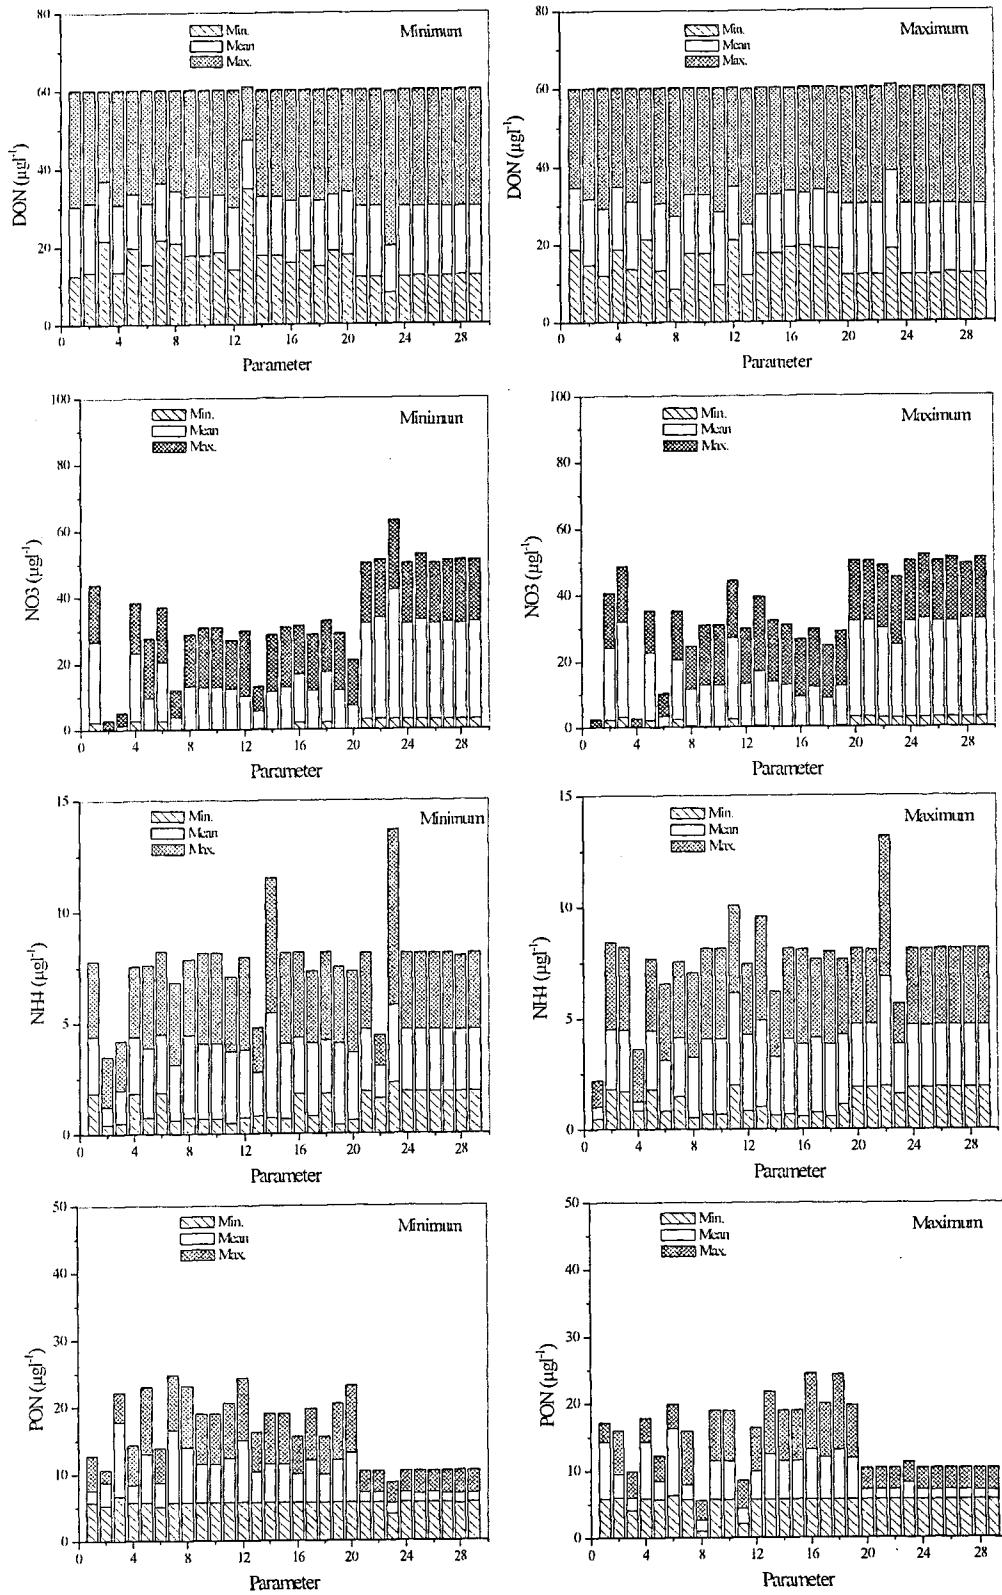 80
60
40
20
0
DON (µgl⁻¹)
Min.
Mean
Max.
Minimum
0 4 8 12 16 20 24 28
Parameter
80
60
40
20
0
DON (µgl⁻¹)
Min.
Mean
Max.
Maximum
0 4 8 12 16 20 24 28
Parameter
100
80
60
40
20
0
NO3 (µgl⁻¹)
Min.
Mean
Max.
Minimum
0 4 8 12 16 20 24 28
Parameter
100
80
60
40
20
0
NO3 (µgl⁻¹)
Min.
Mean
Max.
Maximum
0 4 8 12 16 20 24 28
Parameter
15
10
5
0
NH4 (µgl⁻¹)
Min.
Mean
Max.
Minimum
0 4 8 12 16 20 24 28
Parameter
15
10
5
0
NH4 (µgl⁻¹)
Min.
Mean
Max.
Maximum
0 4 8 12 16 20 24 28
Parameter
50
40
30
20
10
0
PON (µgl⁻¹)
Min.
Mean
Max.
Minimum
0 4 8 12 16 20 24 28
Parameter
50
40
30
20
10
0
PON (µgl⁻¹)
Min.
Mean
Max.
Maximum
0 4 8 12 16 20 24 28
Parameter